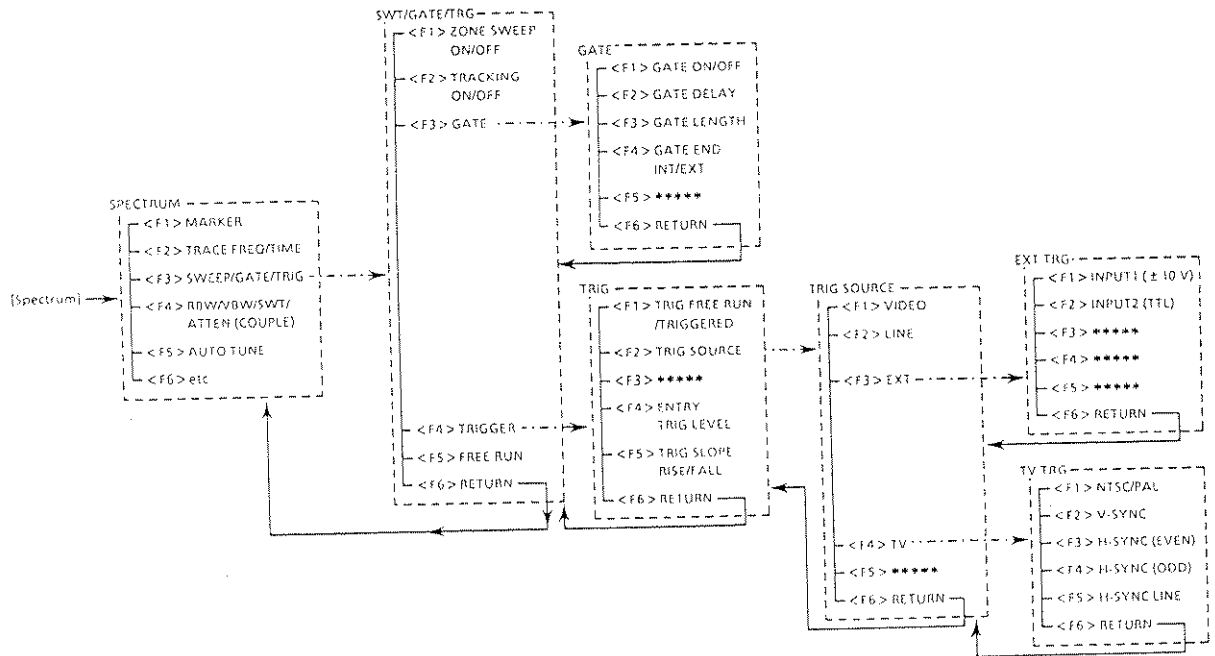 [Spectrum]
SPECTRUM
<F1> MARKER
<F2> TRACE FREQ/TIME
<F3> SWEEP/GATE/TRIG
<F4> RBW/VBW/SWT/
ATTEN (COUPLE)
<F5> AUTO TUNE
<F6> etc
SWT/GATE/TRG
<F1> ZONE SWEEP
ON/OFF
<F2> TRACKING
ON/OFF
<F3> GATE
<F4> TRIGGER
<F5> FREE RUN
<F6> RETURN
GATE
<F1> GATE ON/OFF
<F2> GATE DELAY
<F3> GATE LENGTH
<F4> GATE END
INT/EXT
<F5> *****
<F6> RETURN
TRIG
<F1> TRIG FREE RUN
/TRIGGERED
<F2> TRIG SOURCE
<F3> *****
<F4> ENTRY
TRIG LEVEL
<F5> TRIG SLOPE
RISE/FALL
<F6> RETURN
TRIG SOURCE
<F1> VIDEO
<F2> LINE
<F3> EXT
<F4> TV
<F5> *****
<F6> RETURN
EXT TRG
<F1> INPUT1 (± 10 V)
<F2> INPUT2 (TTL)
<F3> *****
<F4> *****
<F5> *****
<F6> RETURN
TV TRG
<F1> NTSC/PAL
<F2> V-SYNC
<F3> H-SYNC (EVEN)
<F4> H-SYNC (ODD)
<F5> H-SYNC LINE
<F6> RETURN